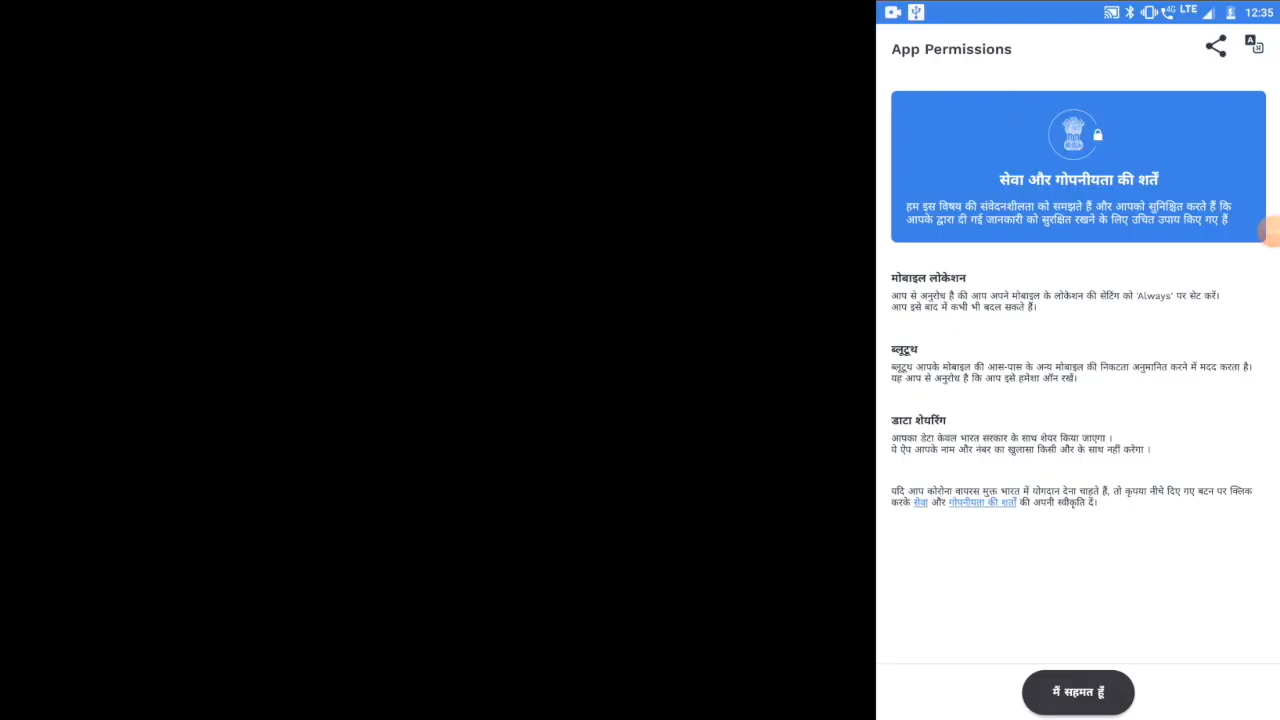 4G LTE 12:35
App Permissions
सेवा और गोपनीयता की शर्तें
हम इस विषय की संवेदनशीलता को समझते हैं और आपको सुनिश्चित करते हैं कि
आपके द्वारा दी गई जानकारी को सुरक्षित रखने के लिए उचित उपाय किए गए हैं
मोबाइल लोकेशन
आप से अनुरोध है की आप अपने मोबाइल के लोकेशन की सेटिंग को 'Always' पर सेट करें।
आप इसे बाद में कभी भी बदल सकते हैं।
ब्लूटूथ
ब्लूटूथ आपके मोबाइल की आस-पास के अन्य मोबाइल की निकटता अनुमानित करने में मदद करता है।
यह आप से अनुरोध है कि आप इसे हमेशा ऑन रखें।
डाटा शेयरिंग
आपका डेटा केवल भारत सरकार के साथ शेयर किया जाएगा ।
ये ऐप आपके नाम और नंबर का खुलासा किसी और के साथ नहीं करेगा ।
यदि आप कोरोना वायरस मुक्त भारत में योगदान देना चाहते हैं, तो कृपया नीचे दिए गए बटन पर क्लिक
करके सेवा और गोपनीयता की शर्तों की अपनी स्वीकृति दें।
मैं सहमत हूँ